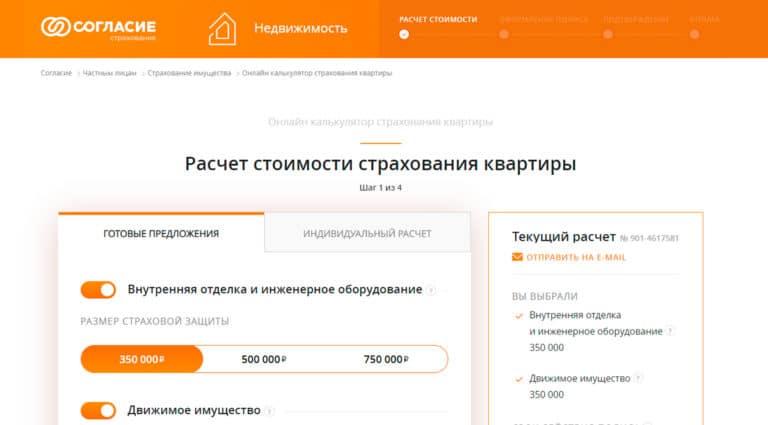 СОГЛАСИЕ
страхование
Недвижимость
РАСЧЕТ СТОИМОСТИ
ОФОРМЛЕНИЕ ПОЛИСА
ПОДТВЕРЖДЕНИЕ
ОПЛАТА
Согласие > Частным лицам > Страхование имущества > Онлайн калькулятор страхования квартиры
Онлайн калькулятор страхования квартиры
Расчет стоимости страхования квартиры
Шаг 1 из 4
ГОТОВЫЕ ПРЕДЛОЖЕНИЯ
ИНДИВИДУАЛЬНЫЙ РАСЧЕТ
Внутренняя отделка и инженерное оборудование ?
РАЗМЕР СТРАХОВОЙ ЗАЩИТЫ
350 000 ₽ 500 000 ₽ 750 000 ₽
Движимое имущество ?
Текущий расчет № 901-4617581
ОТПРАВИТЬ НА E-MAIL
ВЫ ВЫБРАЛИ
Внутренняя отделка
и инженерное оборудование ?
350 000
Движимое имущество ?
350 000